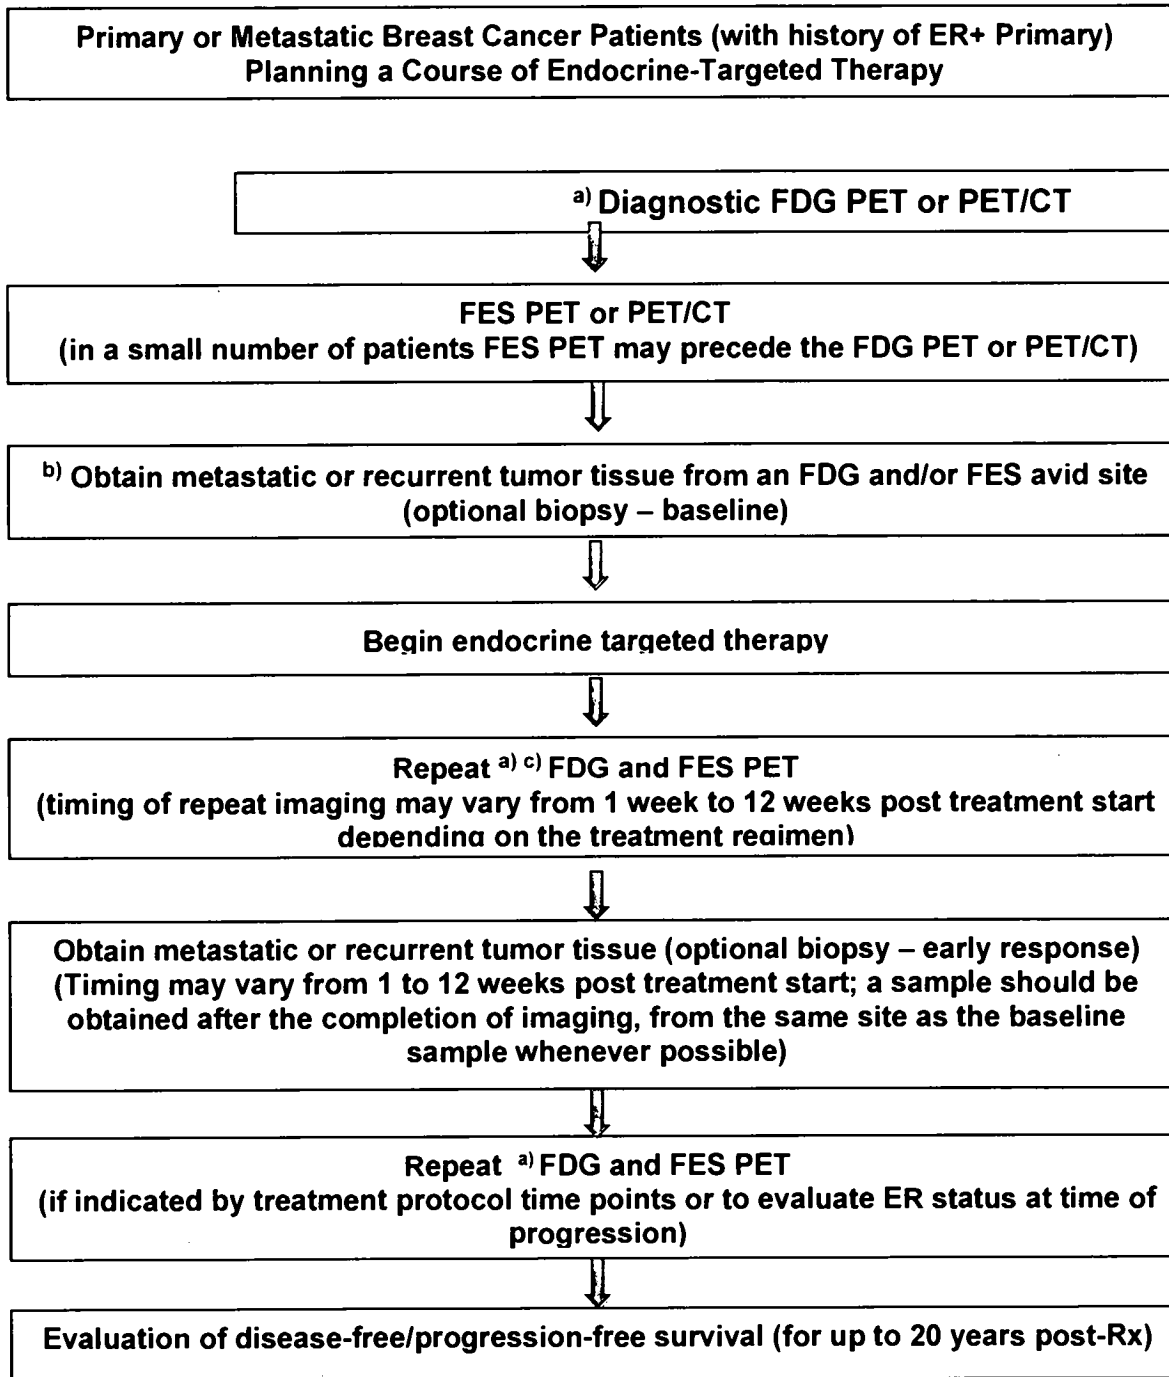 Primary or Metastatic Breast Cancer Patients (with history of ER+ Primary)
Planning a Course of Endocrine-Targeted Therapy
a) Diagnostic FDG PET or PET/CT
FES PET or PET/CT
(in a small number of patients FES PET may precede the FDG PET or PET/CT)
b) Obtain metastatic or recurrent tumor tissue from an FDG and/or FES avid site
(optional biopsy – baseline)
Begin endocrine targeted therapy
Repeat a) c) FDG and FES PET
(timing of repeat imaging may vary from 1 week to 12 weeks post treatment start
depending on the treatment regimen)
Obtain metastatic or recurrent tumor tissue (optional biopsy – early response)
(Timing may vary from 1 to 12 weeks post treatment start; a sample should be
obtained after the completion of imaging, from the same site as the baseline
sample whenever possible)
Repeat a) FDG and FES PET
(if indicated by treatment protocol time points or to evaluate ER status at time of
progression)
Evaluation of disease-free/progression-free survival (for up to 20 years post-Rx)